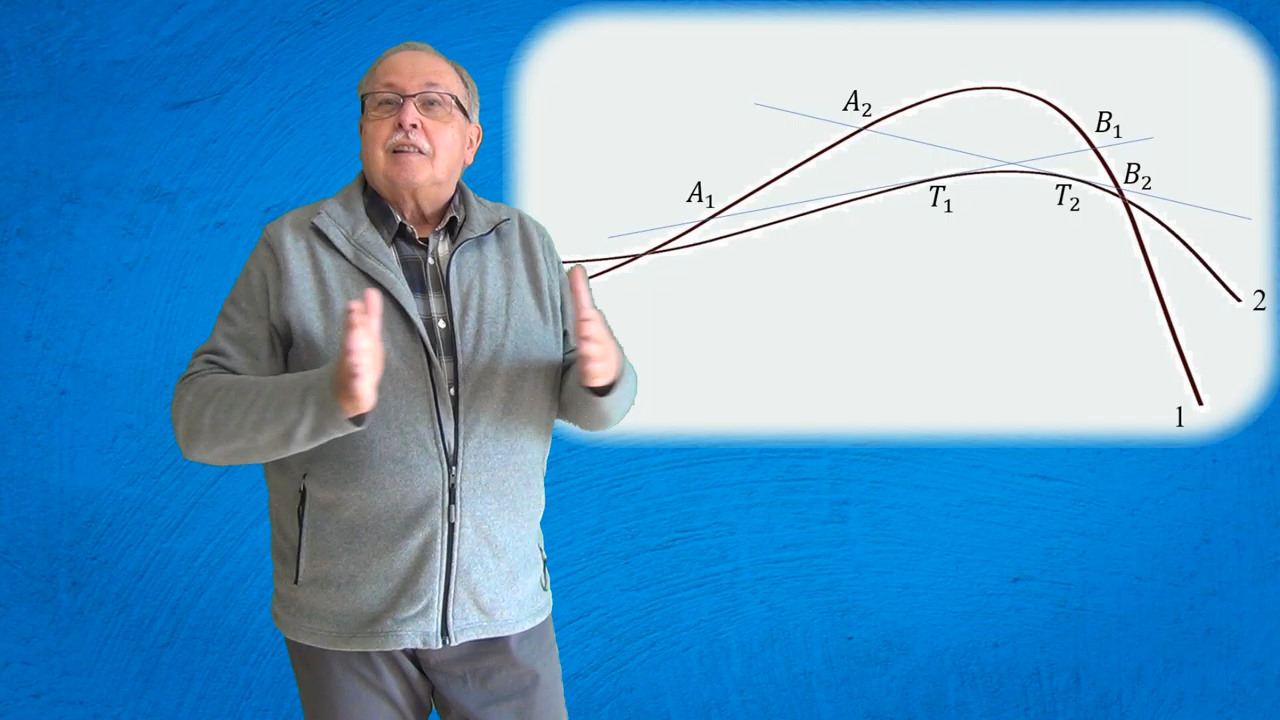 A₂
B₁
A₁
B₂
T₁
T₂
2
1